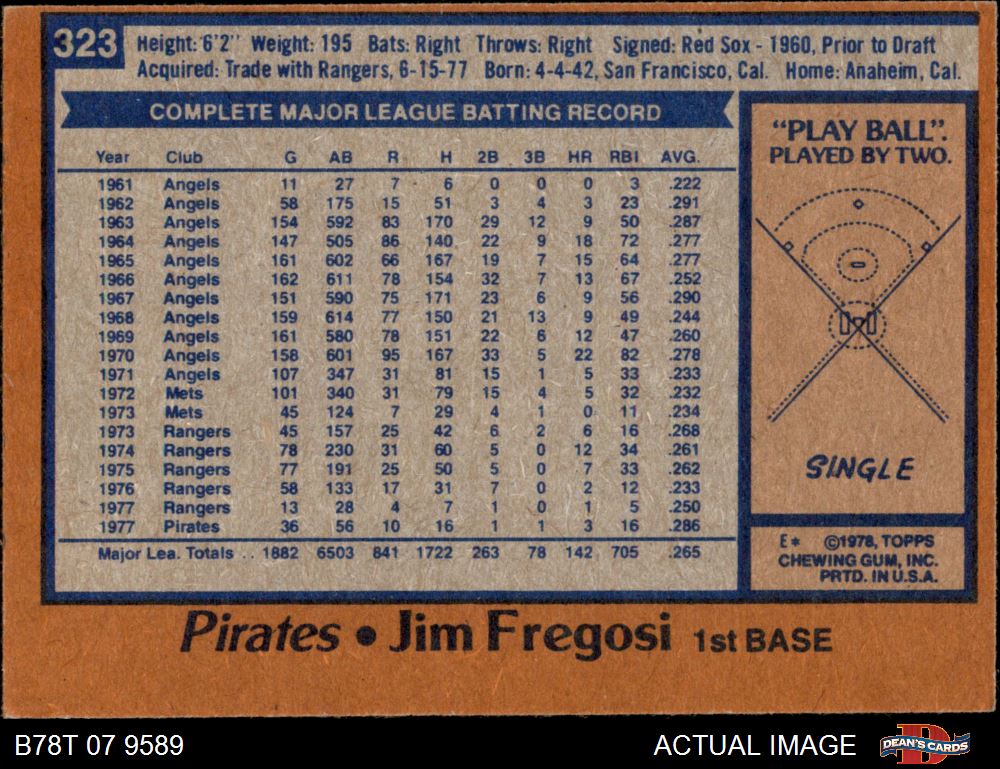 323
Height: 6'2" Weight: 195 Bats: Right Throws: Right Signed: Red Sox - 1960, Prior to Draft
Acquired: Trade with Rangers, 6-15-77 Born: 4-4-42, San Francisco, Cal. Home: Anaheim, Cal.
COMPLETE MAJOR LEAGUE BATTING RECORD
Year Club G AB R H 2B 3B HR RBI AVG.
1961 Angels 11 27 7 6 0 0 0 3 .222
1962 Angels 58 175 15 51 3 4 3 23 .291
1963 Angels 154 592 83 170 29 12 9 50 .287
1964 Angels 147 505 86 140 22 9 18 72 .277
1965 Angels 161 602 66 167 19 7 15 64 .277
1966 Angels 162 611 78 154 32 7 13 67 .252
1967 Angels 151 590 75 171 23 6 9 56 .290
1968 Angels 159 614 77 150 21 13 9 49 .244
1969 Angels 161 580 78 151 22 6 12 47 .260
1970 Angels 158 601 95 167 33 5 22 82 .278
1971 Angels 107 347 31 81 15 1 5 33 .233
1972 Mets 101 340 31 79 15 4 5 32 .232
1973 Mets 45 124 7 29 4 1 0 11 .234
1973 Rangers 45 157 25 42 6 2 6 16 .268
1974 Rangers 78 230 31 60 5 0 12 34 .261
1975 Rangers 77 191 25 50 5 0 7 33 .262
1976 Rangers 58 133 17 31 7 0 2 12 .233
1977 Rangers 13 28 4 7 1 0 1 5 .250
1977 Pirates 36 56 10 16 1 1 3 16 .286
Major Lea. Totals .. 1882 6503 841 1722 263 78 142 705 .265
"PLAY BALL".
PLAYED BY TWO.
SINGLE
E* ©1978, TOPPS
CHEWING GUM, INC.
PRTD. IN U.S.A.
Pirates • Jim Fregosi 1st BASE
B78T 07 9589
ACTUAL IMAGE
D
DEAN'S CARDS